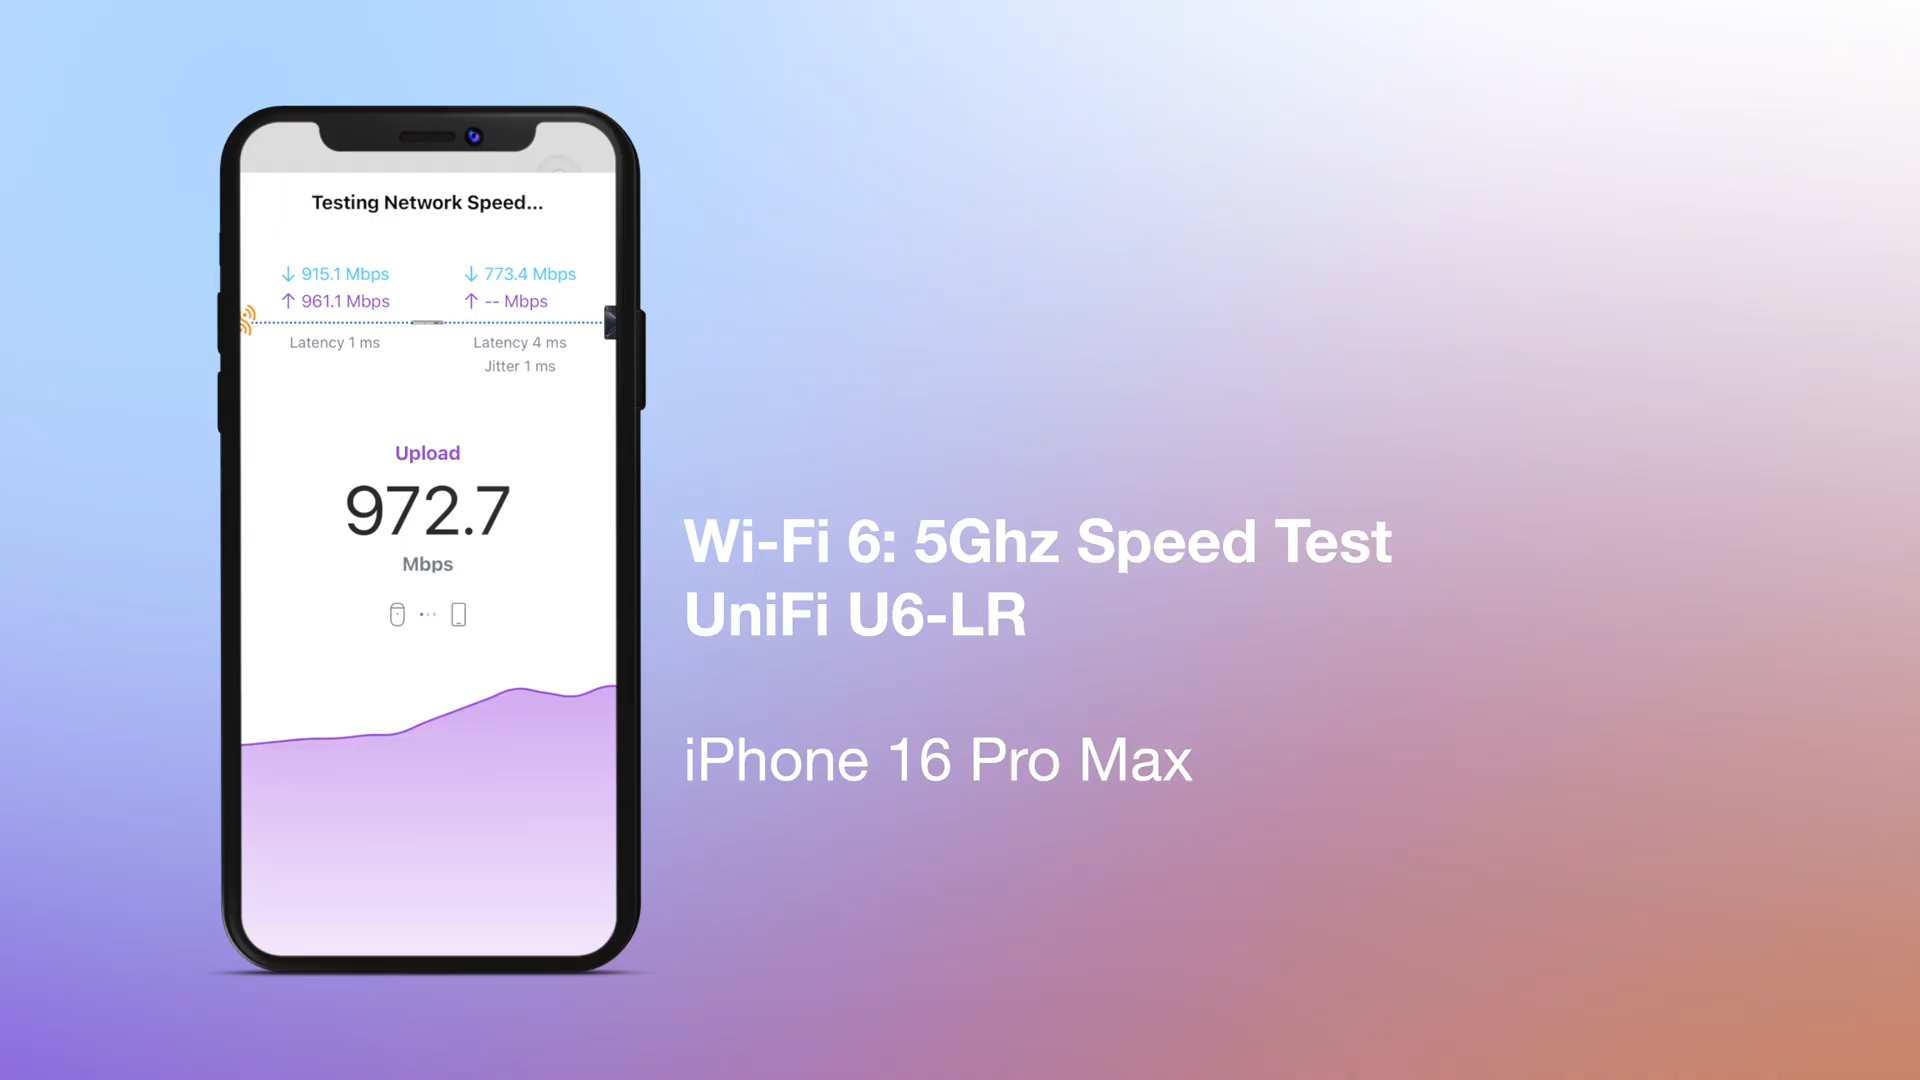 Testing Network Speed...
↓ 915.1 Mbps
↑ 961.1 Mbps
Latency 1 ms
↓ 773.4 Mbps
↑ -- Mbps
Latency 4 ms
Jitter 1 ms
Upload
972.7
Mbps
Wi-Fi 6: 5Ghz Speed Test
UniFi U6-LR
iPhone 16 Pro Max